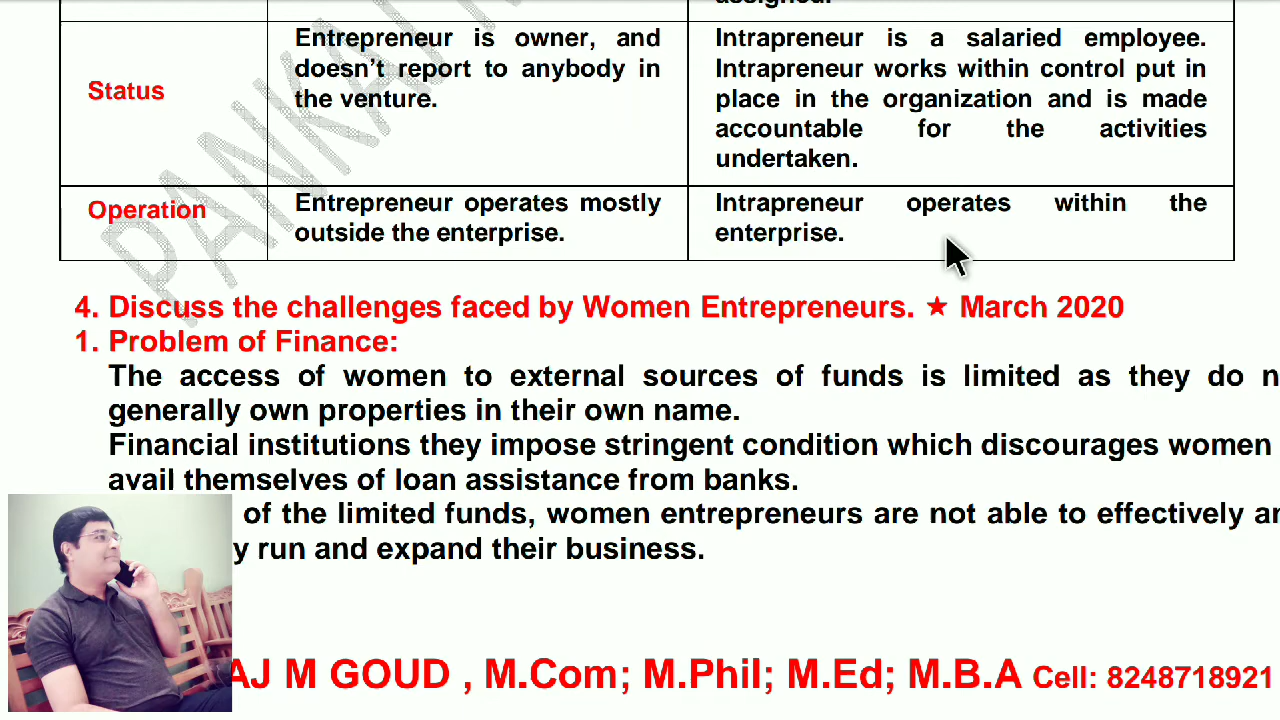 Entrepreneur is owner, and
doesn't report to anybody in
the venture.
Status
Intrapreneur is a salaried employee.
Intrapreneur works within control put in
place in the organization and is made
accountable for the activities
undertaken.
Operation
Entrepreneur operates mostly
outside the enterprise.
Intrapreneur operates within the
enterprise.
PANKAJ
4. Discuss the challenges faced by Women Entrepreneurs. ★ March 2020
1. Problem of Finance:
The access of women to external sources of funds is limited as they do
generally own properties in their own name.
Financial institutions they impose stringent condition which discourages women
avail themselves of loan assistance from banks.
of the limited funds, women entrepreneurs are not able to effectively
run and expand their business.
AJ M GOUD , M.Com; M.Phil; M.Ed; M.B.A Cell: 8248718921